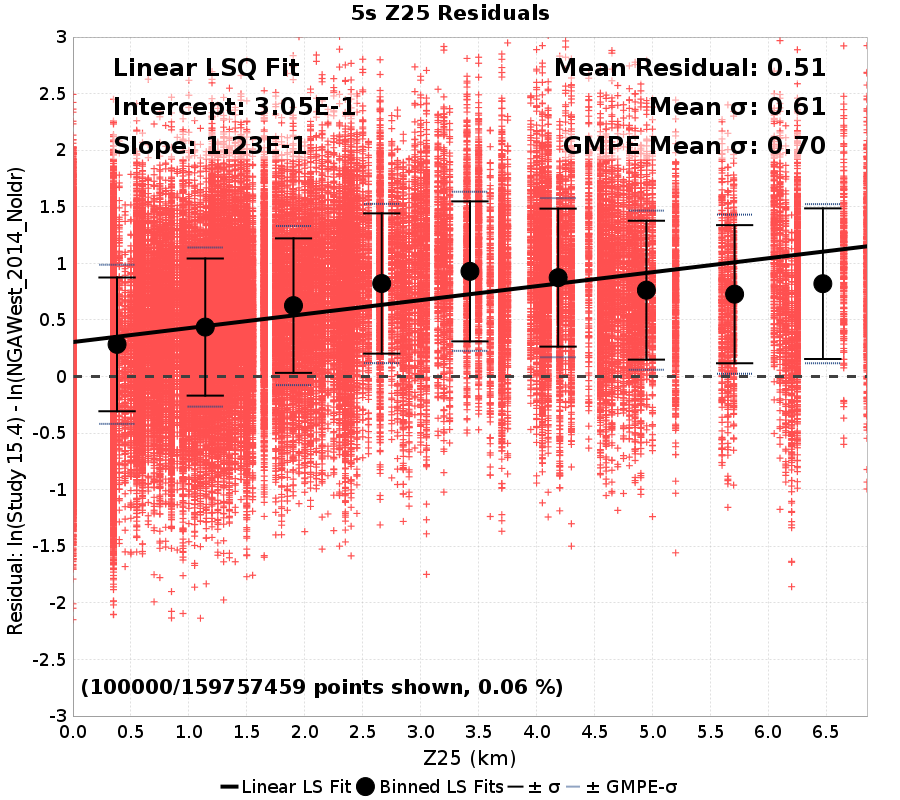 5s Z25 Residuals
Linear LSQ Fit
Intercept: 3.05E-1
Slope: 1.23E-1
Mean Residual: 0.51
Mean σ: 0.61
GMPE Mean σ: 0.70
3
2.5
2
1.5
1
0.5
0
-0.5
-1
-1.5
-2
-2.5
-3
Residual: ln(Study 15.4) - ln(NGAWest_2014_NoIdr)
(100000/159757459 points shown, 0.06 %)
0.0 0.5 1.0 1.5 2.0 2.5 3.0 3.5 4.0 4.5 5.0 5.5 6.0 6.5
Z25 (km)
Linear LS Fit Binned LS Fits ± σ ± GMPE-σ